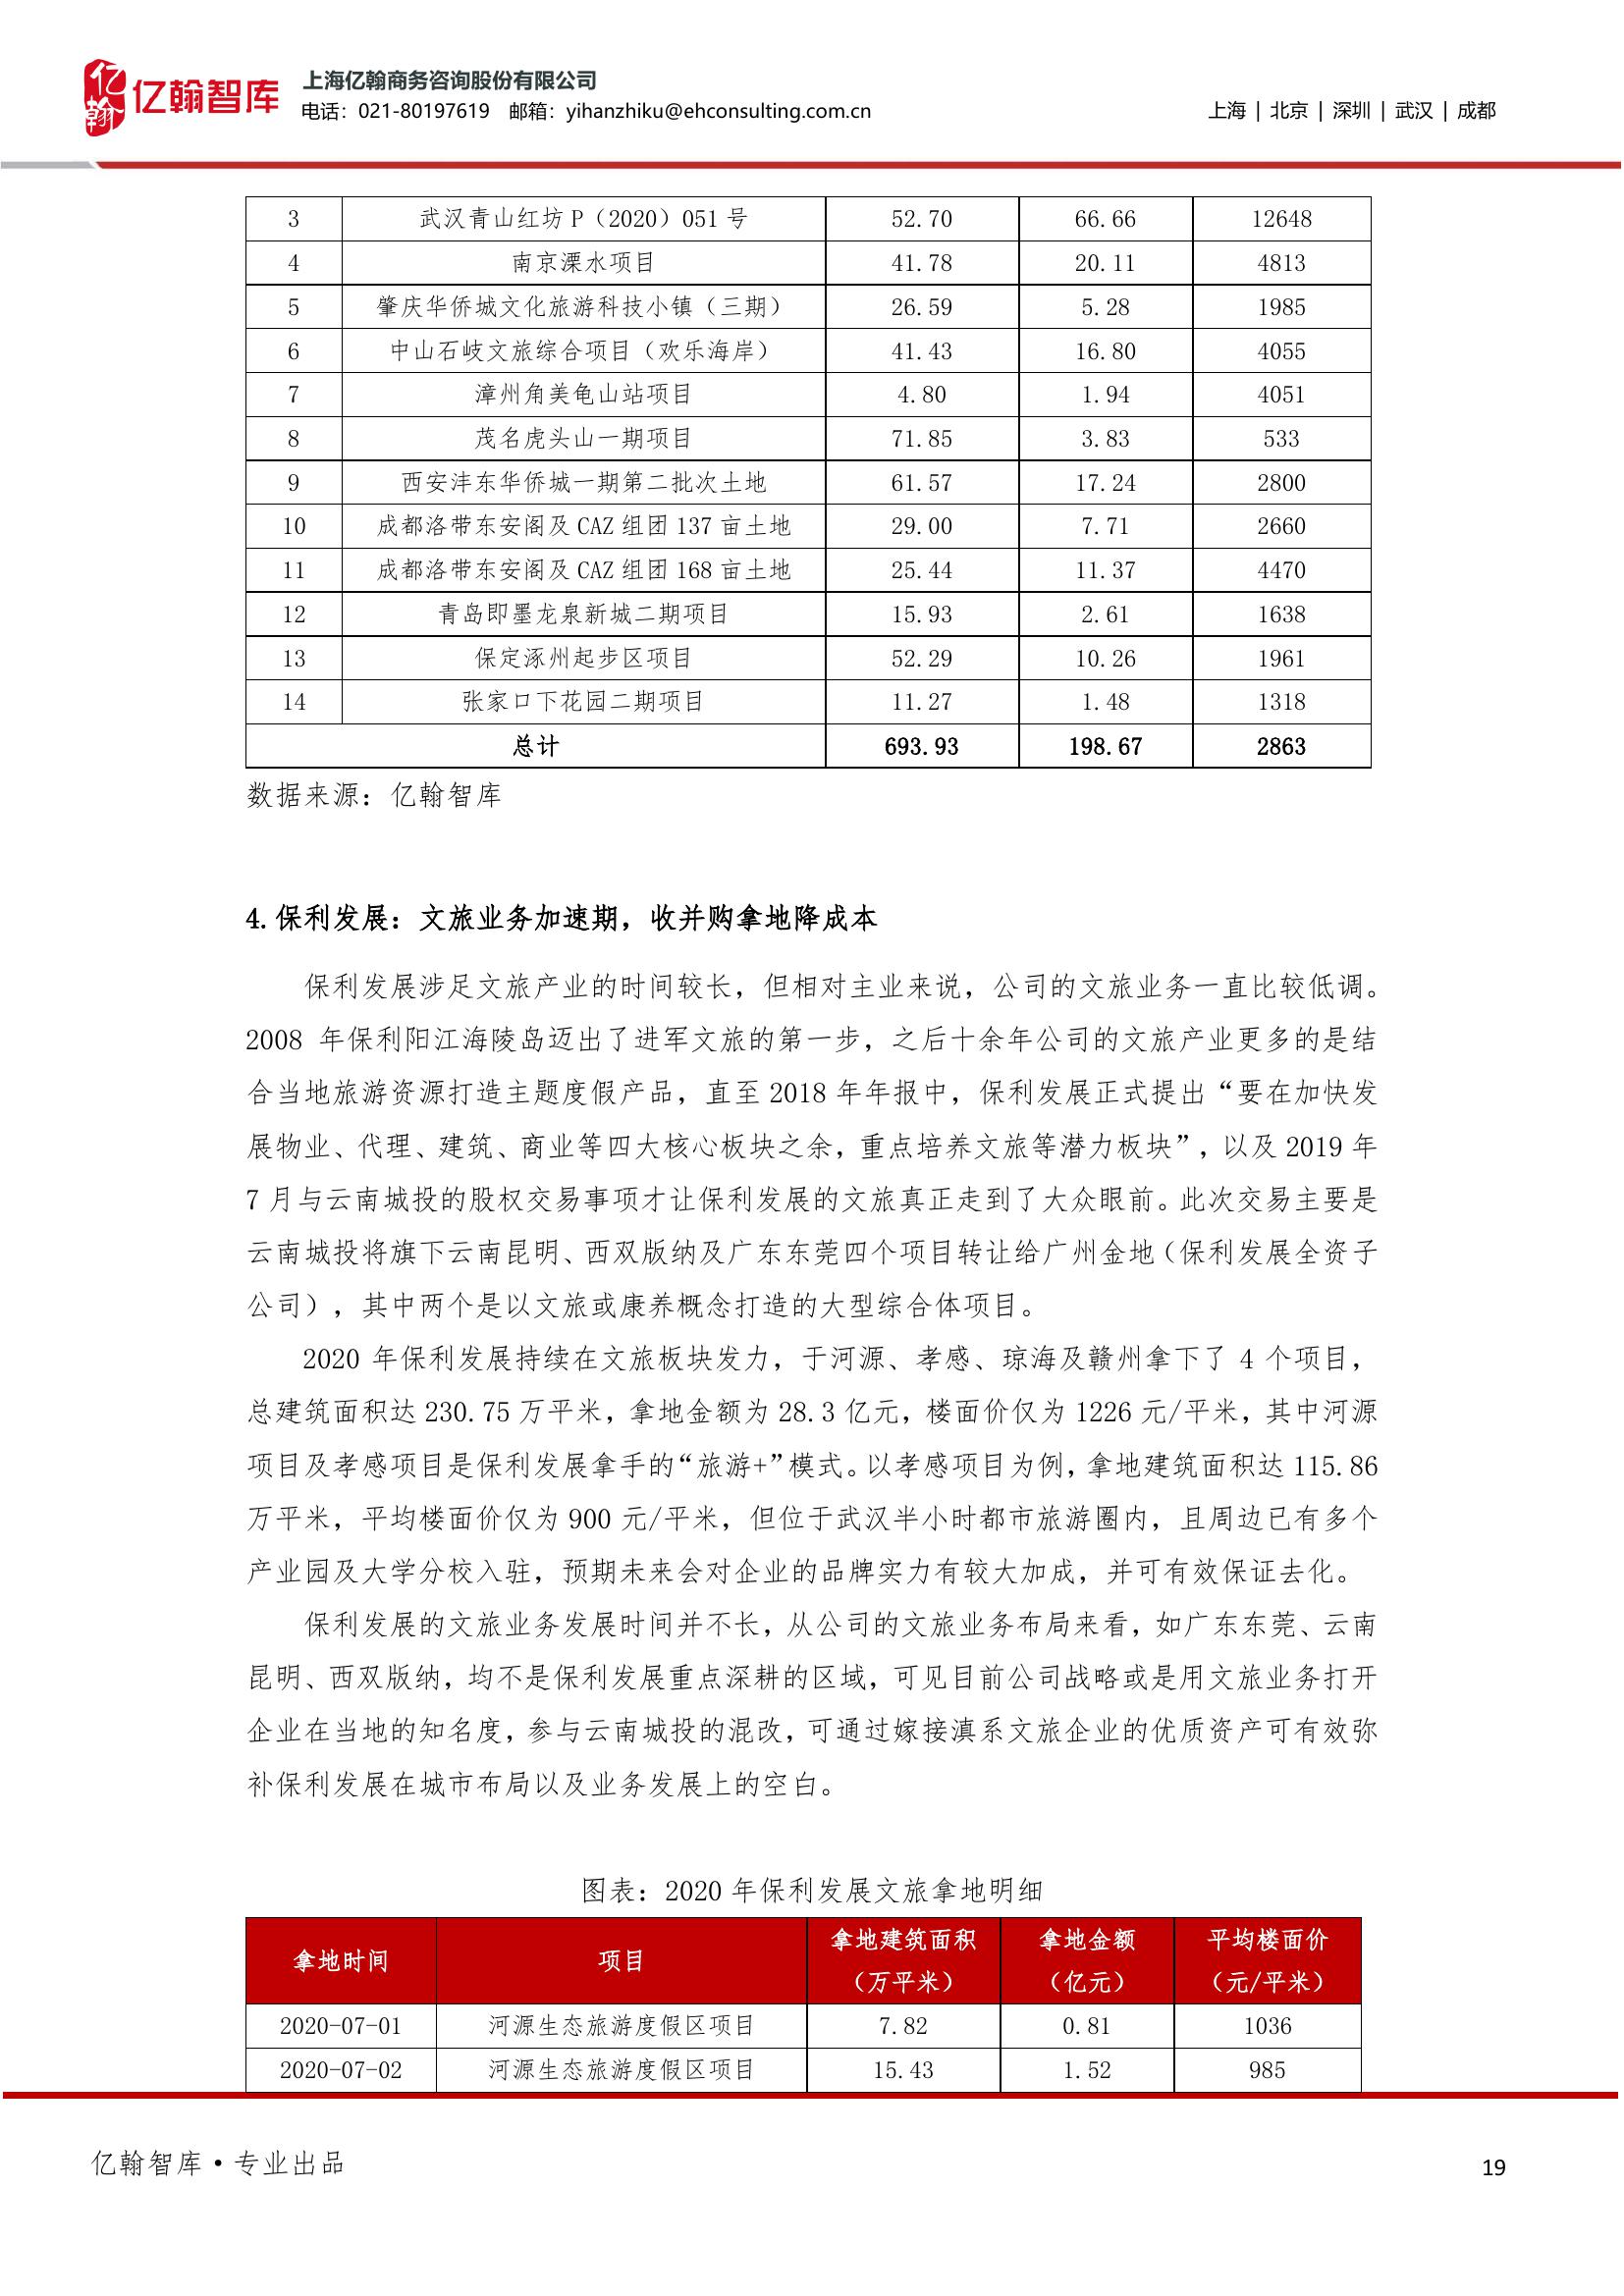 亿翰
亿翰智库
上海亿翰商务咨询股份有限公司
电话：021-80197619 邮箱：yihanzhiku@ehconsulting.com.cn
上海 | 北京 | 深圳 | 武汉 | 成都
3 武汉青山红坊 P（2020）051 号 52.70 66.66 12648
4 南京溧水项目 41.78 20.11 4813
5 肇庆华侨城文化旅游科技小镇（三期） 26.59 5.28 1985
6 中山石岐文旅综合项目（欢乐海岸） 41.43 16.80 4055
7 漳州角美龟山站项目 4.80 1.94 4051
8 茂名虎头山一期项目 71.85 3.83 533
9 西安沣东华侨城一期第二批次土地 61.57 17.24 2800
10 成都洛带东安阁及 CAZ 组团 137 亩土地 29.00 7.71 2660
11 成都洛带东安阁及 CAZ 组团 168 亩土地 25.44 11.37 4470
12 青岛即墨龙泉新城二期项目 15.93 2.61 1638
13 保定涿州起步区项目 52.29 10.26 1961
14 张家口下花园二期项目 11.27 1.48 1318
总计 693.93 198.67 2863
数据来源：亿翰智库
4.保利发展：文旅业务加速期，收并购拿地降成本
保利发展涉足文旅产业的时间较长，但相对主业来说，公司的文旅业务一直比较低调。
2008 年保利阳江海陵岛迈出了进军文旅的第一步，之后十余年公司的文旅产业更多的是结
合当地旅游资源打造主题度假产品，直至 2018 年年报中，保利发展正式提出“要在加快发
展物业、代理、建筑、商业等四大核心板块之余，重点培养文旅等潜力板块”，以及 2019 年
7 月与云南城投的股权交易事项才让保利发展的文旅真正走到了大众眼前。此次交易主要是
云南城投将旗下云南昆明、西双版纳及广东东莞四个项目转让给广州金地（保利发展全资子
公司），其中两个是以文旅或康养概念打造的大型综合体项目。
2020 年保利发展持续在文旅板块发力，于河源、孝感、琼海及赣州拿下了 4 个项目，
总建筑面积达 230.75 万平米，拿地金额为 28.3 亿元，楼面价仅为 1226 元/平米，其中河源
项目及孝感项目是保利发展拿手的“旅游+”模式。以孝感项目为例，拿地建筑面积达 115.86
万平米，平均楼面价仅为 900 元/平米，但位于武汉半小时都市旅游圈内，且周边已有多个
产业园及大学分校入驻，预期未来会对企业的品牌实力有较大加成，并可有效保证去化。
保利发展的文旅业务发展时间并不长，从公司的文旅业务布局来看，如广东东莞、云南
昆明、西双版纳，均不是保利发展重点深耕的区域，可见目前公司战略或是用文旅业务打开
企业在当地的知名度，参与云南城投的混改，可通过嫁接滇系文旅企业的优质资产可有效弥
补保利发展在城市布局以及业务发展上的空白。
图表：2020 年保利发展文旅拿地明细
拿地时间 项目 拿地建筑面积（万平米） 拿地金额（亿元） 平均楼面价（元/平米）
2020-07-01 河源生态旅游度假区项目 7.82 0.81 1036
2020-07-02 河源生态旅游度假区项目 15.43 1.52 985
亿翰智库•专业出品
19